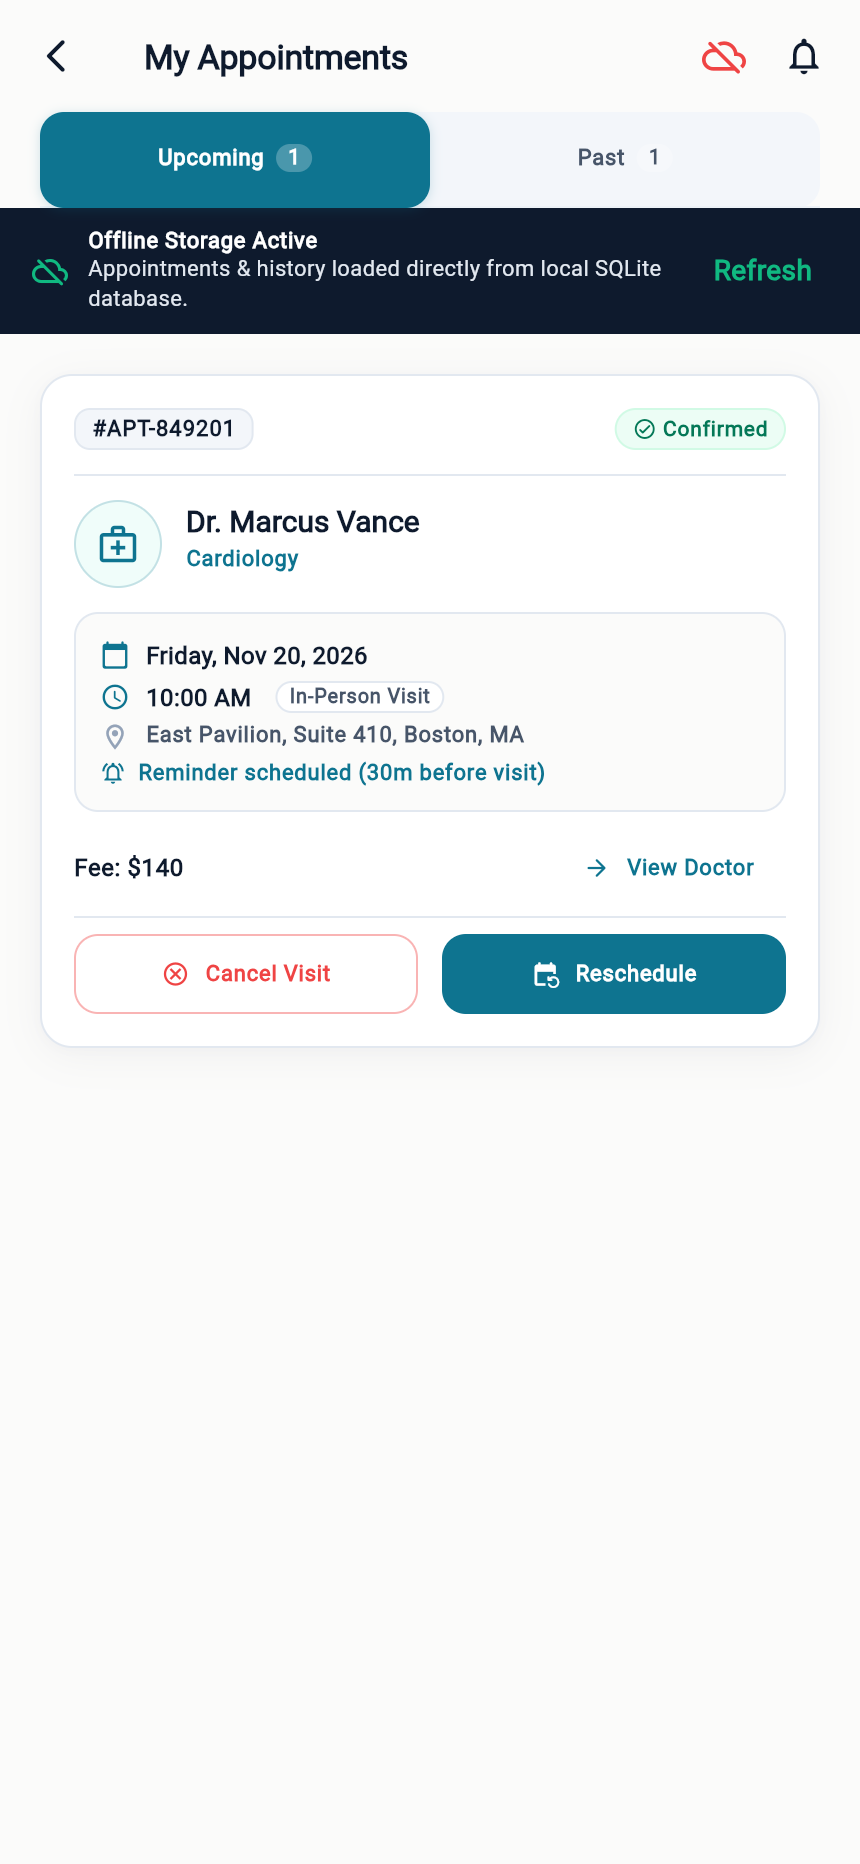 My Appointments
Upcoming 1
Past 1
Offline Storage Active
Appointments & history loaded directly from local SQLite
database.
Refresh
#APT-849201
Confirmed
Dr. Marcus Vance
Cardiology
Friday, Nov 20, 2026
10:00 AM
In-Person Visit
East Pavilion, Suite 410, Boston, MA
Reminder scheduled (30m before visit)
Fee: $140
View Doctor
Cancel Visit
Reschedule